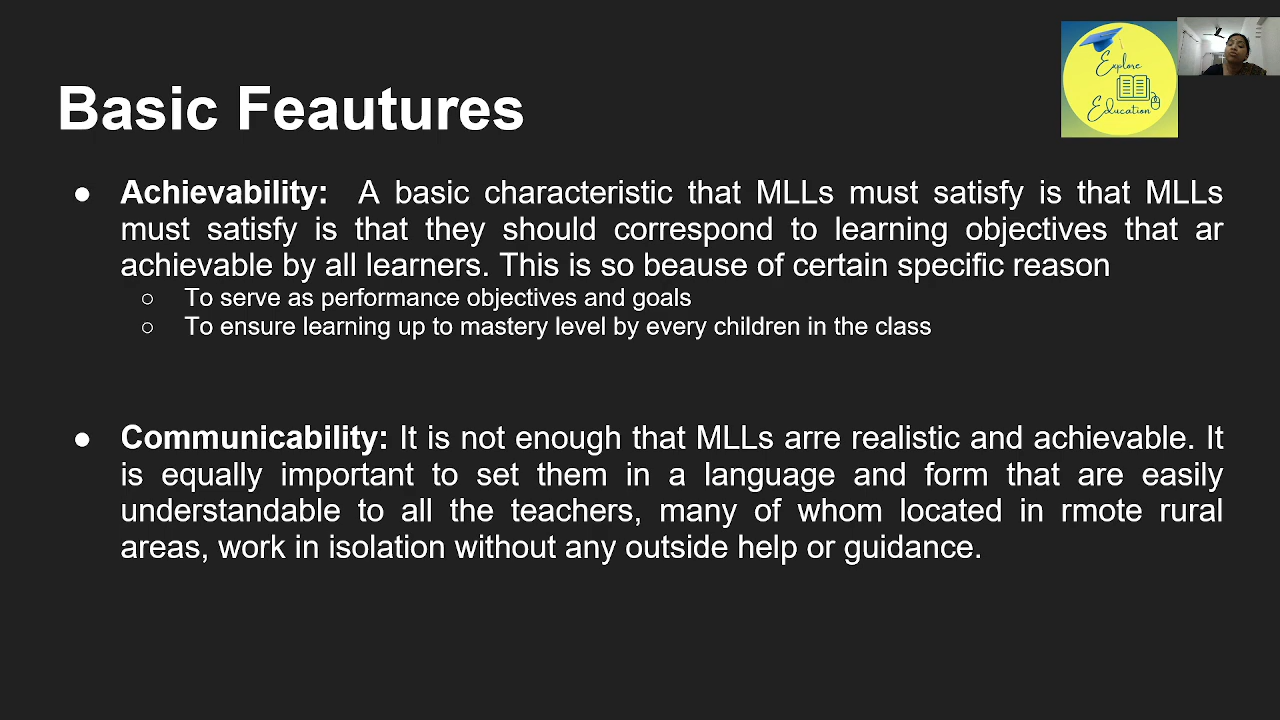 Explore
Education
Basic Feautures
● Achievability: A basic characteristic that MLLs must satisfy is that MLLs
must satisfy is that they should correspond to learning objectives that ar
achievable by all learners. This is so beause of certain specific reason
○ To serve as performance objectives and goals
○ To ensure learning up to mastery level by every children in the class
● Communicability: It is not enough that MLLs arre realistic and achievable. It
is equally important to set them in a language and form that are easily
understandable to all the teachers, many of whom located in rmote rural
areas, work in isolation without any outside help or guidance.